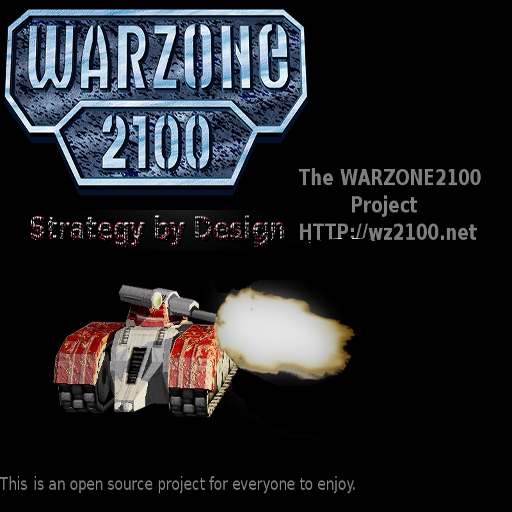 WARZONE
2100
The WARZONE2100
Project
Strategy by Design
HTTP://wz2100.net
This is an open source project for everyone to enjoy.